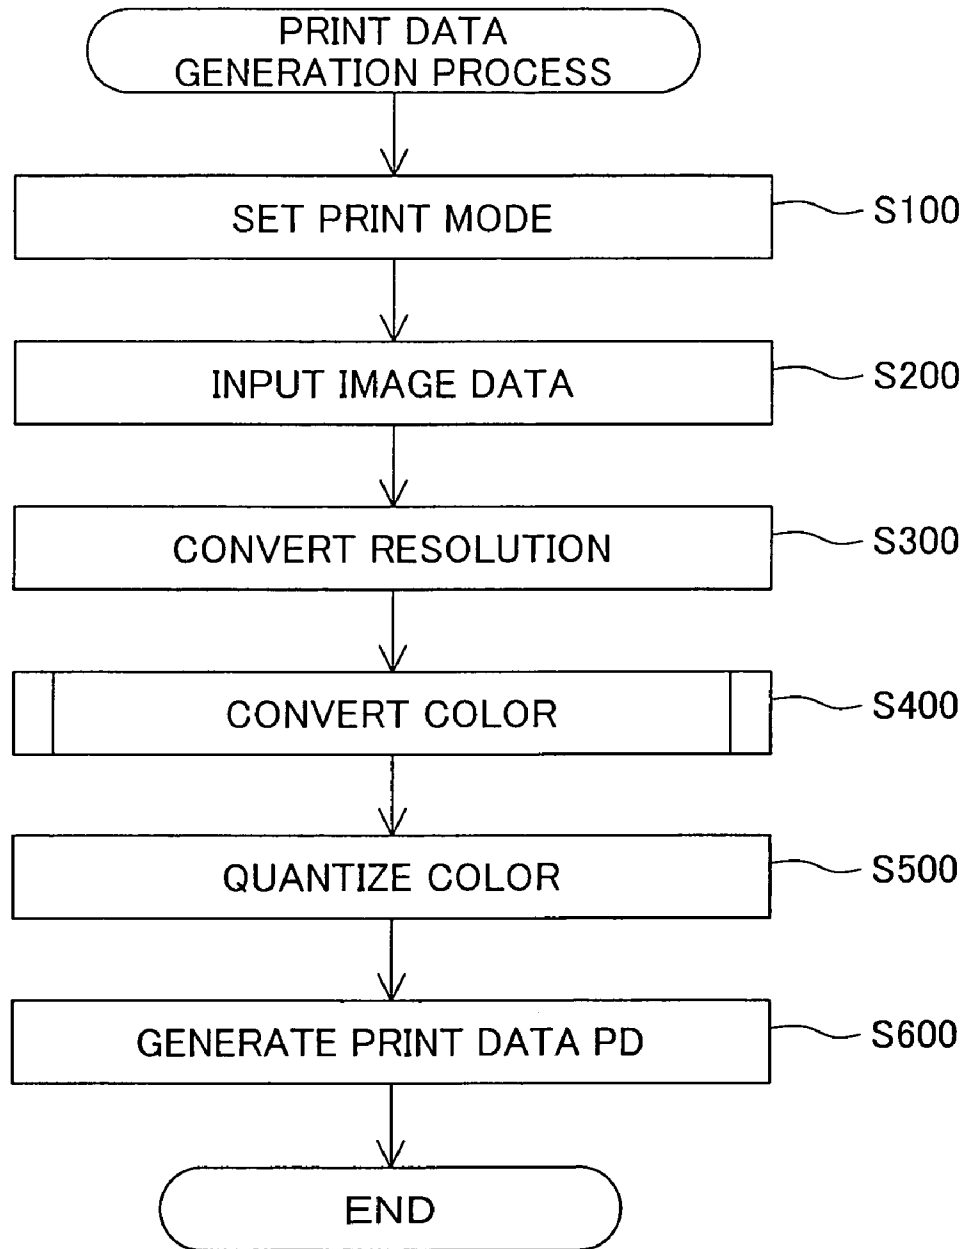 PRINT DATA
GENERATION PROCESS
SET PRINT MODE
S100
INPUT IMAGE DATA
S200
CONVERT RESOLUTION
S300
CONVERT COLOR
S400
QUANTIZE COLOR
S500
GENERATE PRINT DATA PD
S600
END